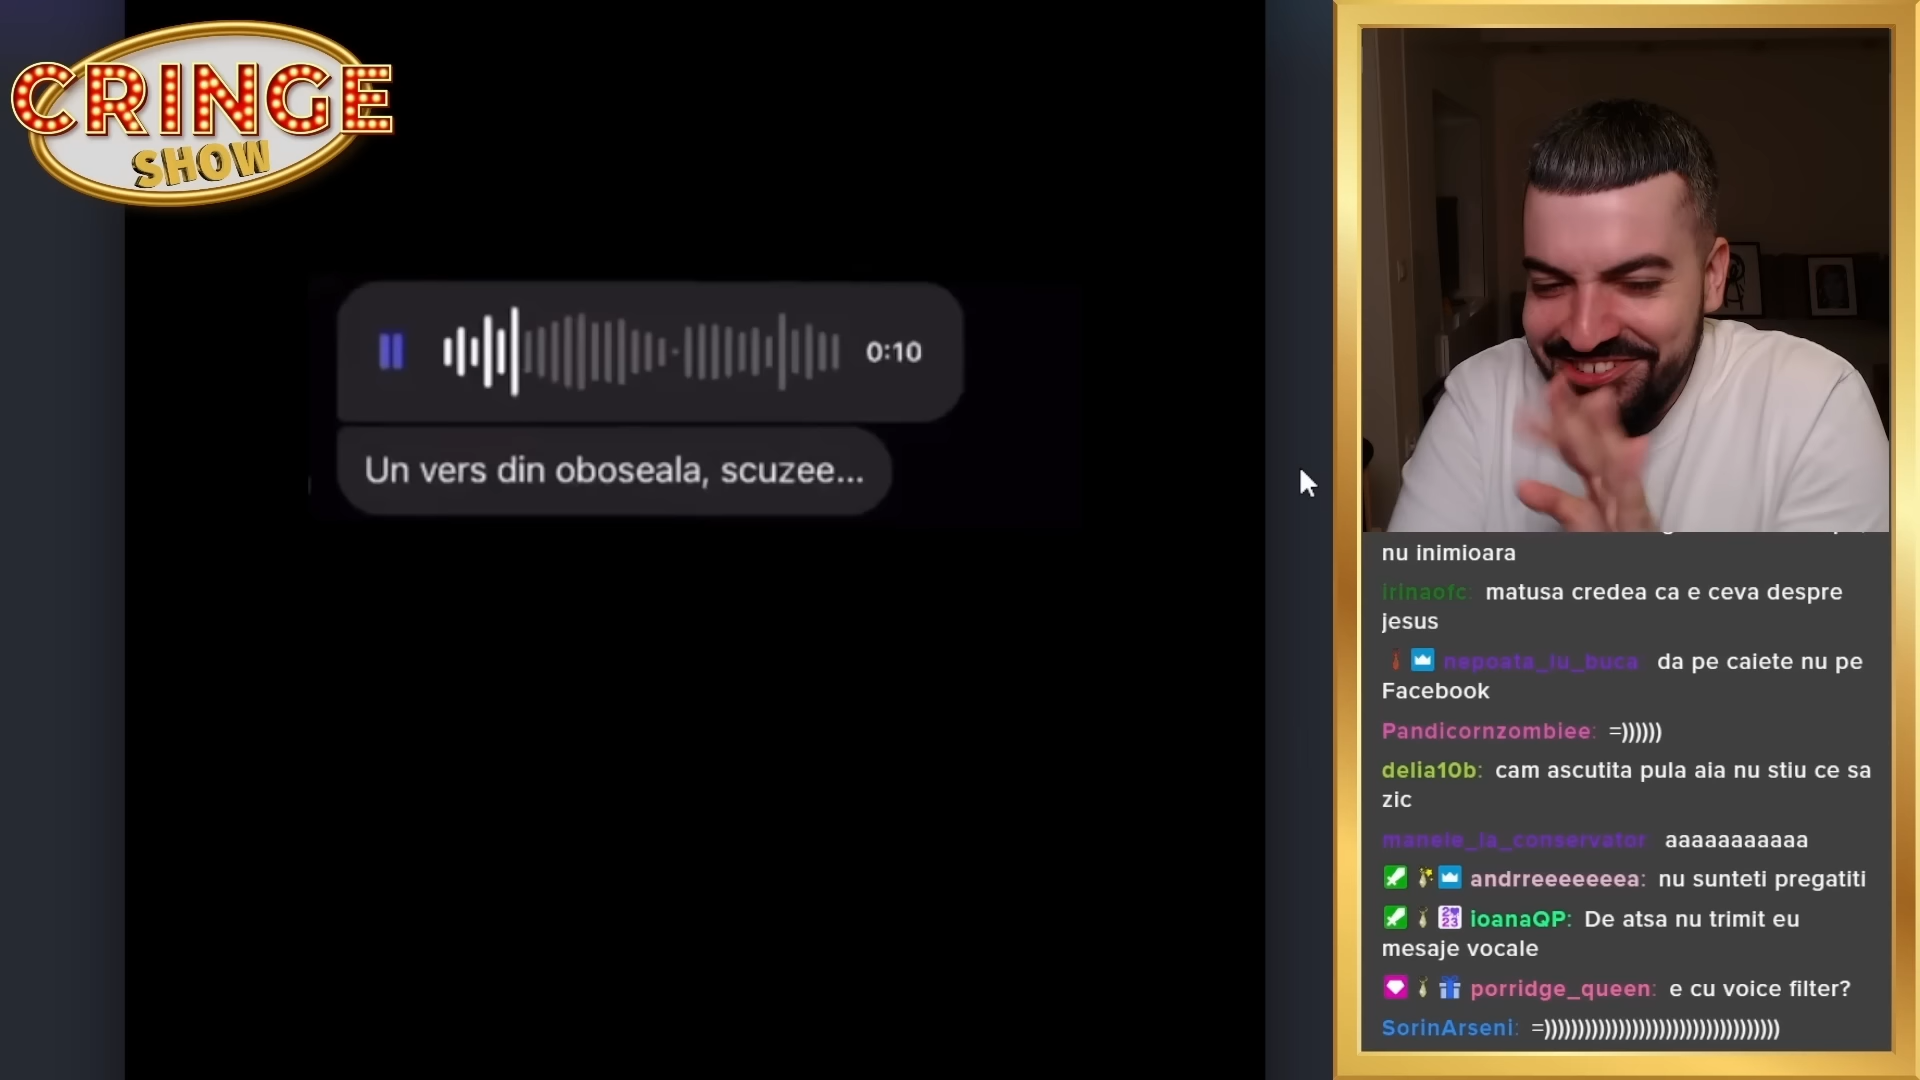 CRINGE
SHOW
0:10
Un vers din oboseala, scuzee...
nu inimioara
irinaofc: matusa credea ca e ceva despre
jesus
nepoata_lu_buca da pe caiete nu pe
Facebook
Pandicornzombiee: =))))))
delia10b: cam ascutita pula aia nu stiu ce sa
zic
manele_la_conservator aaaaaaaaaaa
andrreeeeeeea: nu sunteti pregatiti
ioanaQP: De atsa nu trimit eu
mesaje vocale
porridge_queen: e cu voice filter?
SorinArseni: =))))))))))))))))))))))))))))))))))))